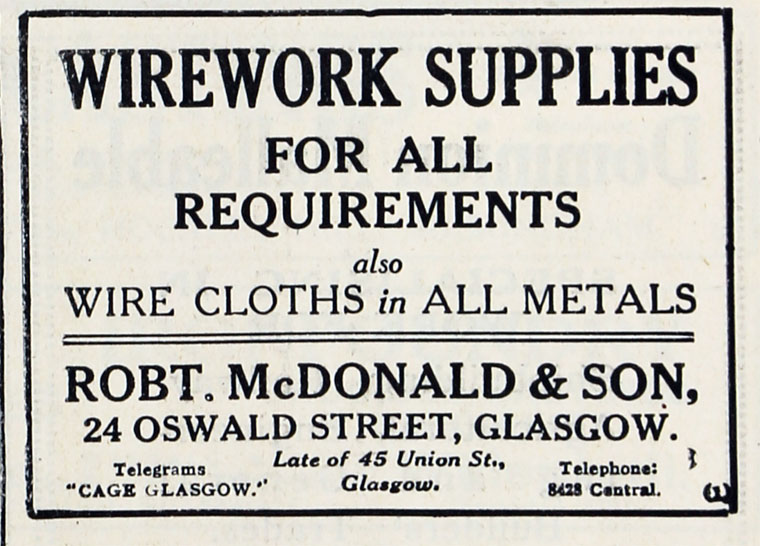 WIREWORK SUPPLIES
FOR ALL
REQUIREMENTS
also
WIRE CLOTHS in ALL METALS
ROBT. McDONALD & SON,
24 OSWALD STREET, GLASGOW.
Telegrams
"CAGE GLASGOW."
Late of 45 Union St.,
Glasgow.
Telephone:
8428 Central.